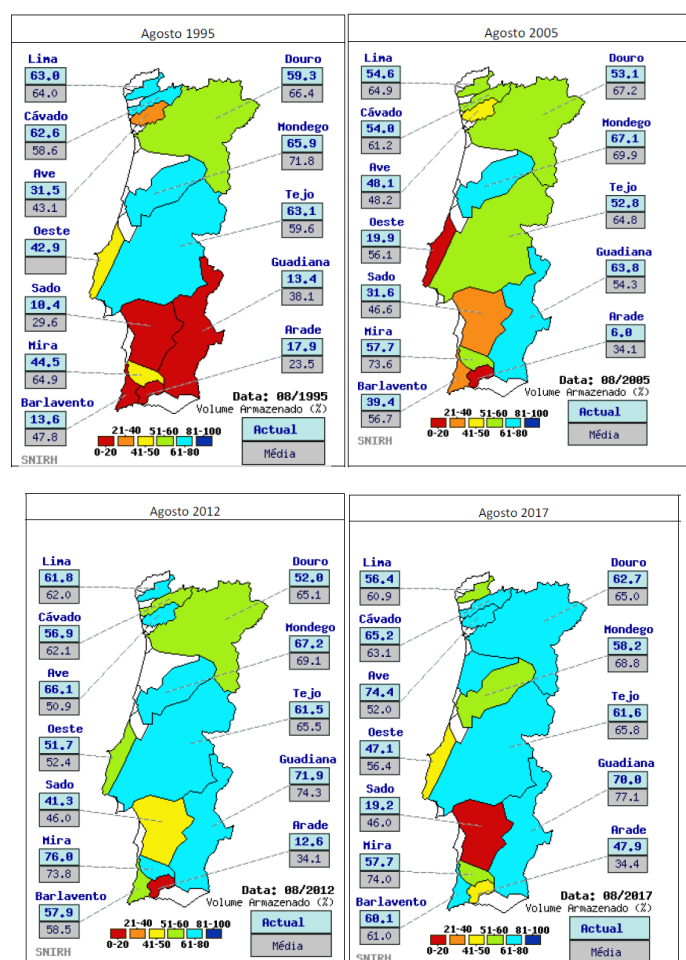 Agosto 1995
Lima
63.0
64.0
Cávado
62.6
58.6
Ave
31.5
43.1
Oeste
42.9
Sado
10.4
29.6
Mira
44.5
64.9
Barlavento
13.6
47.8
Douro
59.3
66.4
Mondego
65.9
71.8
Tejo
63.1
59.6
Guadiana
13.4
38.1
Arade
17.9
23.5
Data: 08/1995
Volume Armazenado (%)
21-40 51-60 81-100
0-20 41-50 61-80
Actual
Média
SNIRH
Agosto 2005
Lima
54.6
64.9
Cávado
54.0
61.2
Ave
48.1
48.2
Oeste
19.9
56.1
Sado
31.6
46.6
Mira
57.7
73.6
Barlavento
39.4
56.7
Douro
53.1
67.2
Mondego
67.1
69.9
Tejo
52.8
64.8
Guadiana
63.8
54.3
Arade
6.0
34.1
Data: 08/2005
Volume Armazenado (%)
21-40 51-60 81-100
0-20 41-50 61-80
Actual
Média
SNIRH
Agosto 2012
Lima
61.8
62.0
Cávado
56.9
62.1
Ave
66.1
50.9
Oeste
51.7
52.4
Sado
41.3
46.0
Mira
76.0
73.8
Barlavento
57.9
58.5
Douro
52.0
65.1
Mondego
67.2
69.1
Tejo
61.5
65.5
Guadiana
71.9
74.3
Arade
12.6
34.1
Data: 08/2012
Volume Armazenado (%)
21-40 51-60 81-100
0-20 41-50 61-80
Actual
Média
SNIRH
Agosto 2017
Lima
56.4
60.9
Cávado
65.2
63.1
Ave
74.4
52.0
Oeste
47.1
56.4
Sado
19.2
46.0
Mira
57.7
74.0
Barlavento
60.1
61.0
Douro
62.7
65.0
Mondego
58.2
68.8
Tejo
61.6
65.8
Guadiana
70.0
77.1
Arade
47.9
34.4
Data: 08/2017
Volume Armazenado (%)
21-40 51-60 81-100
0-20 41-50 61-80
Actual
Média
SNIRH